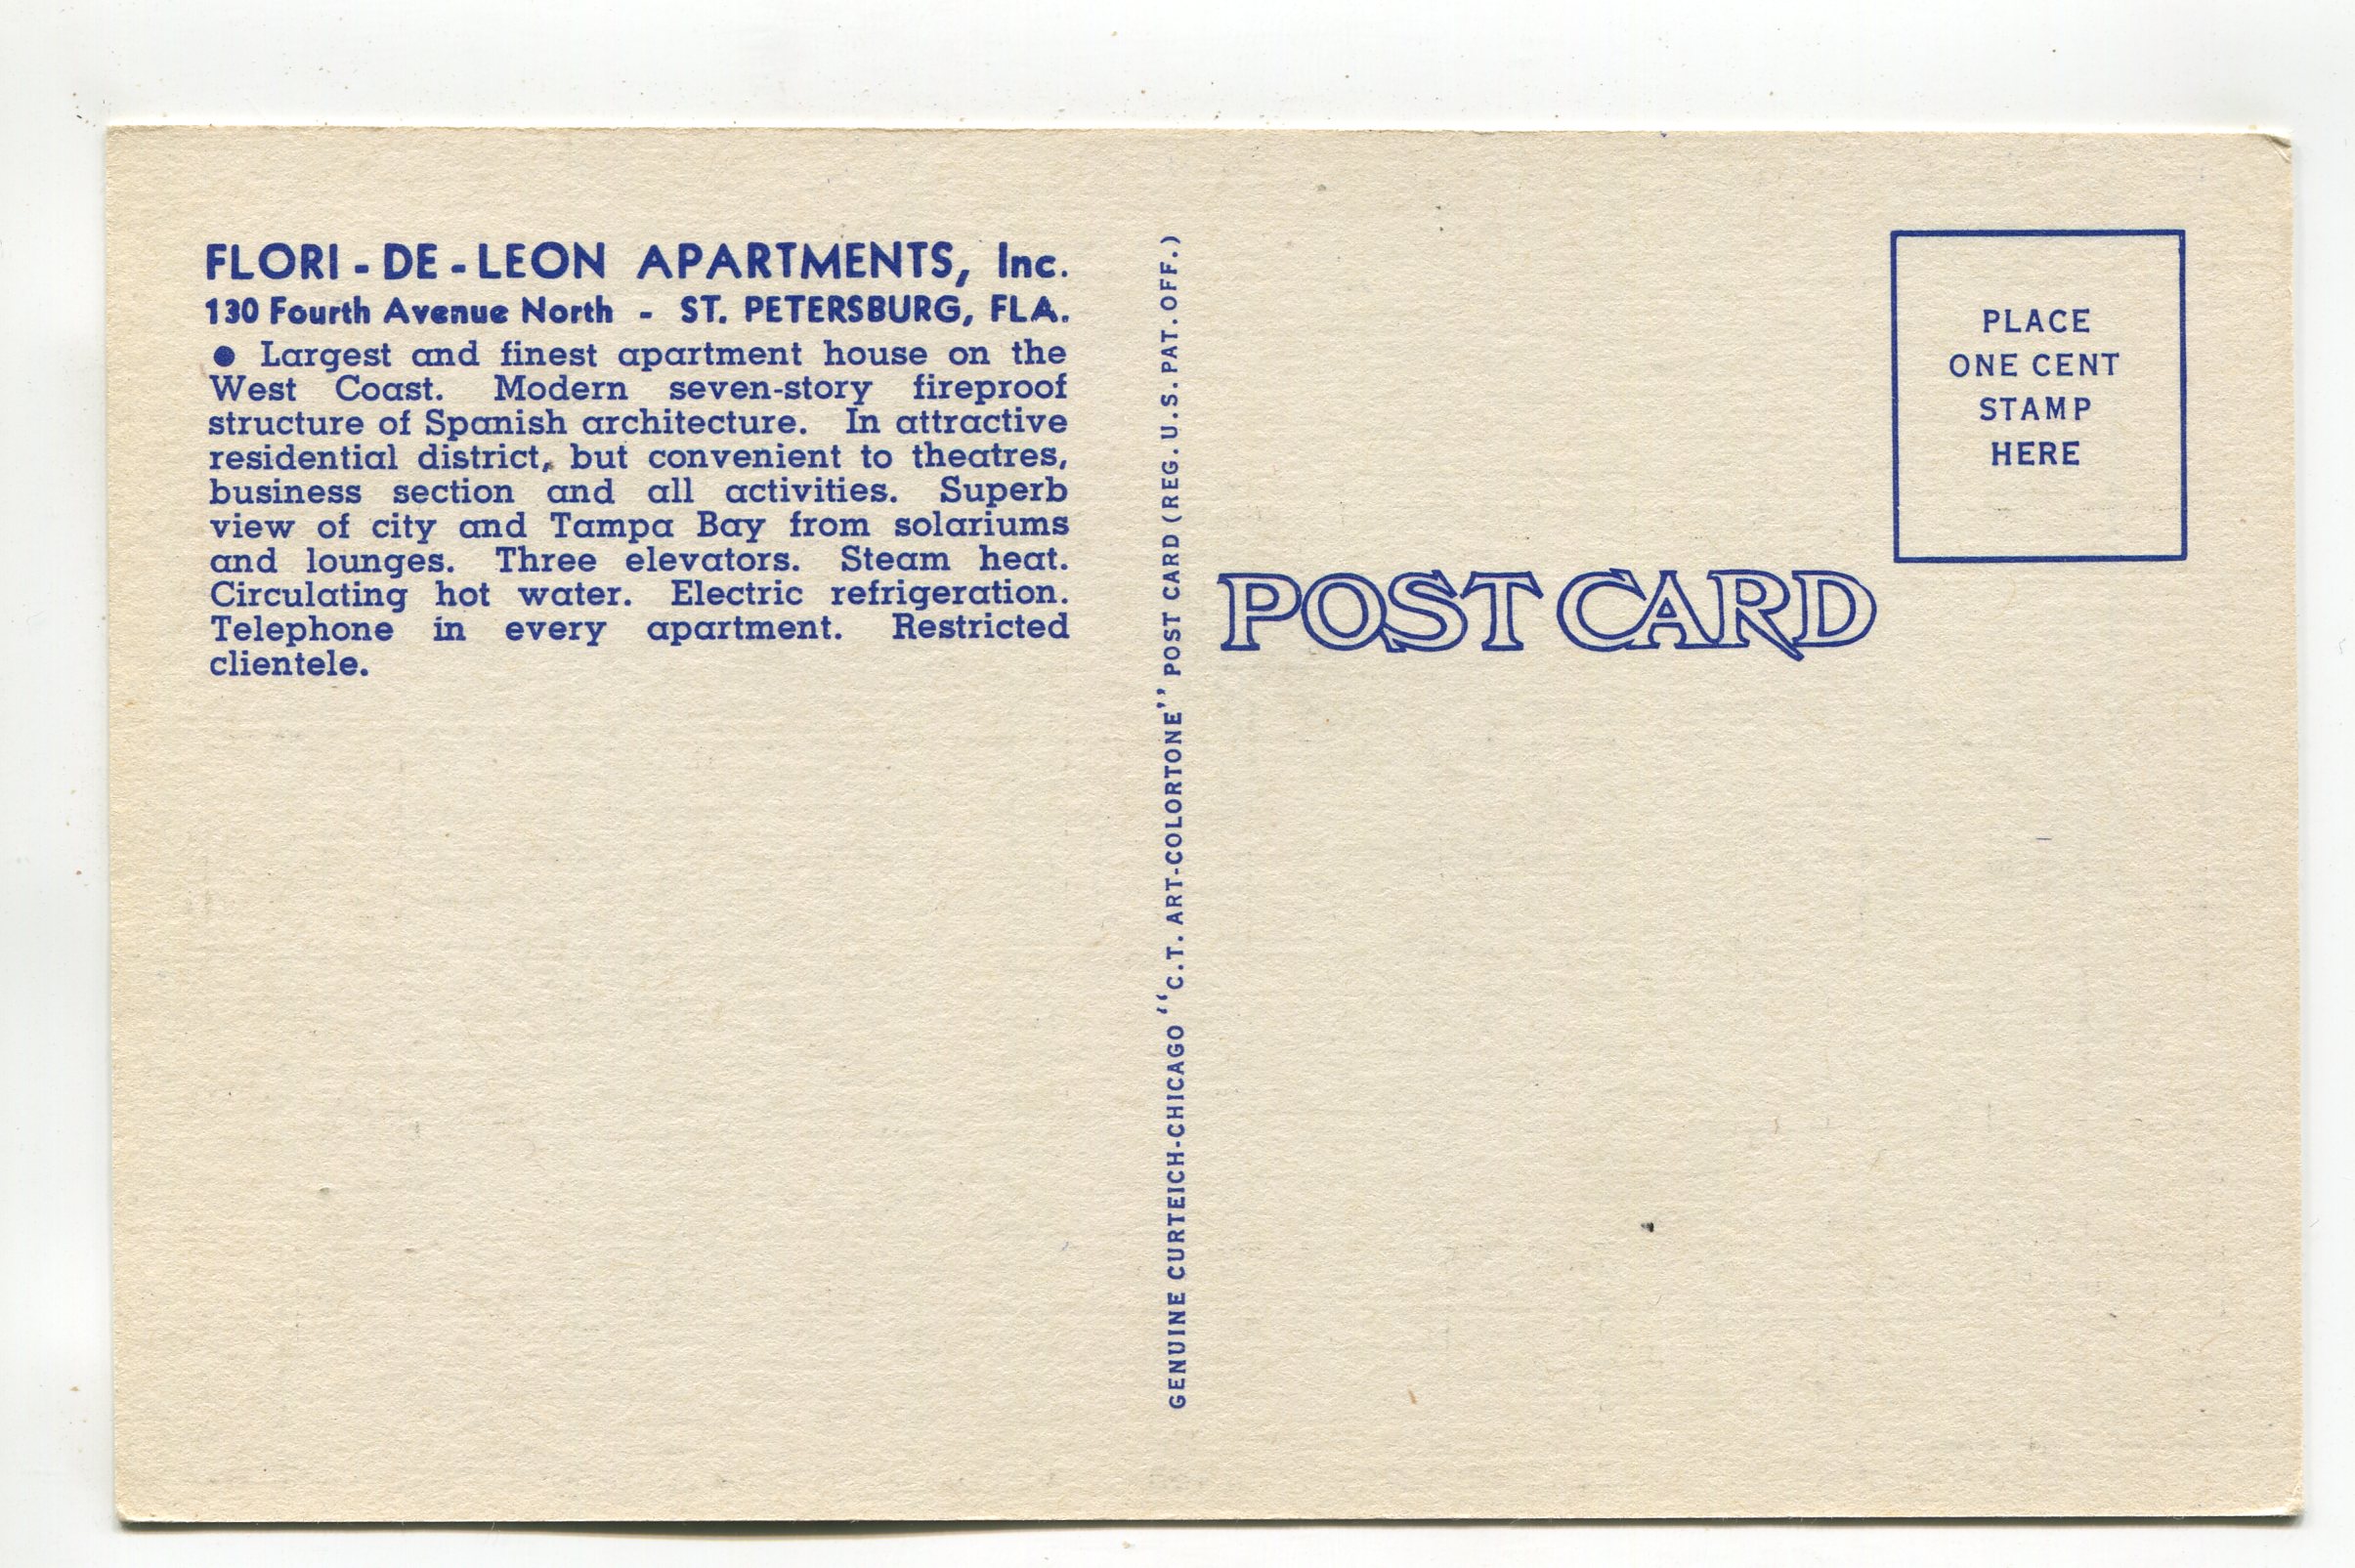 FLORI - DE - LEON APARTMENTS, Inc.
130 Fourth Avenue North - ST. PETERSBURG, FLA.
● Largest and finest apartment house on the
West Coast. Modern seven-story fireproof
structure of Spanish architecture. In attractive
residential district, but convenient to theatres,
business section and all activities. Superb
view of city and Tampa Bay from solariums
and lounges. Three elevators. Steam heat.
Circulating hot water. Electric refrigeration.
Telephone in every apartment. Restricted
clientele.
GENUINE CURTEICH-CHICAGO "C.T. ART-COLORTONE" POST CARD (REG. U.S. PAT. OFF.)
POST CARD
PLACE
ONE CENT
STAMP
HERE